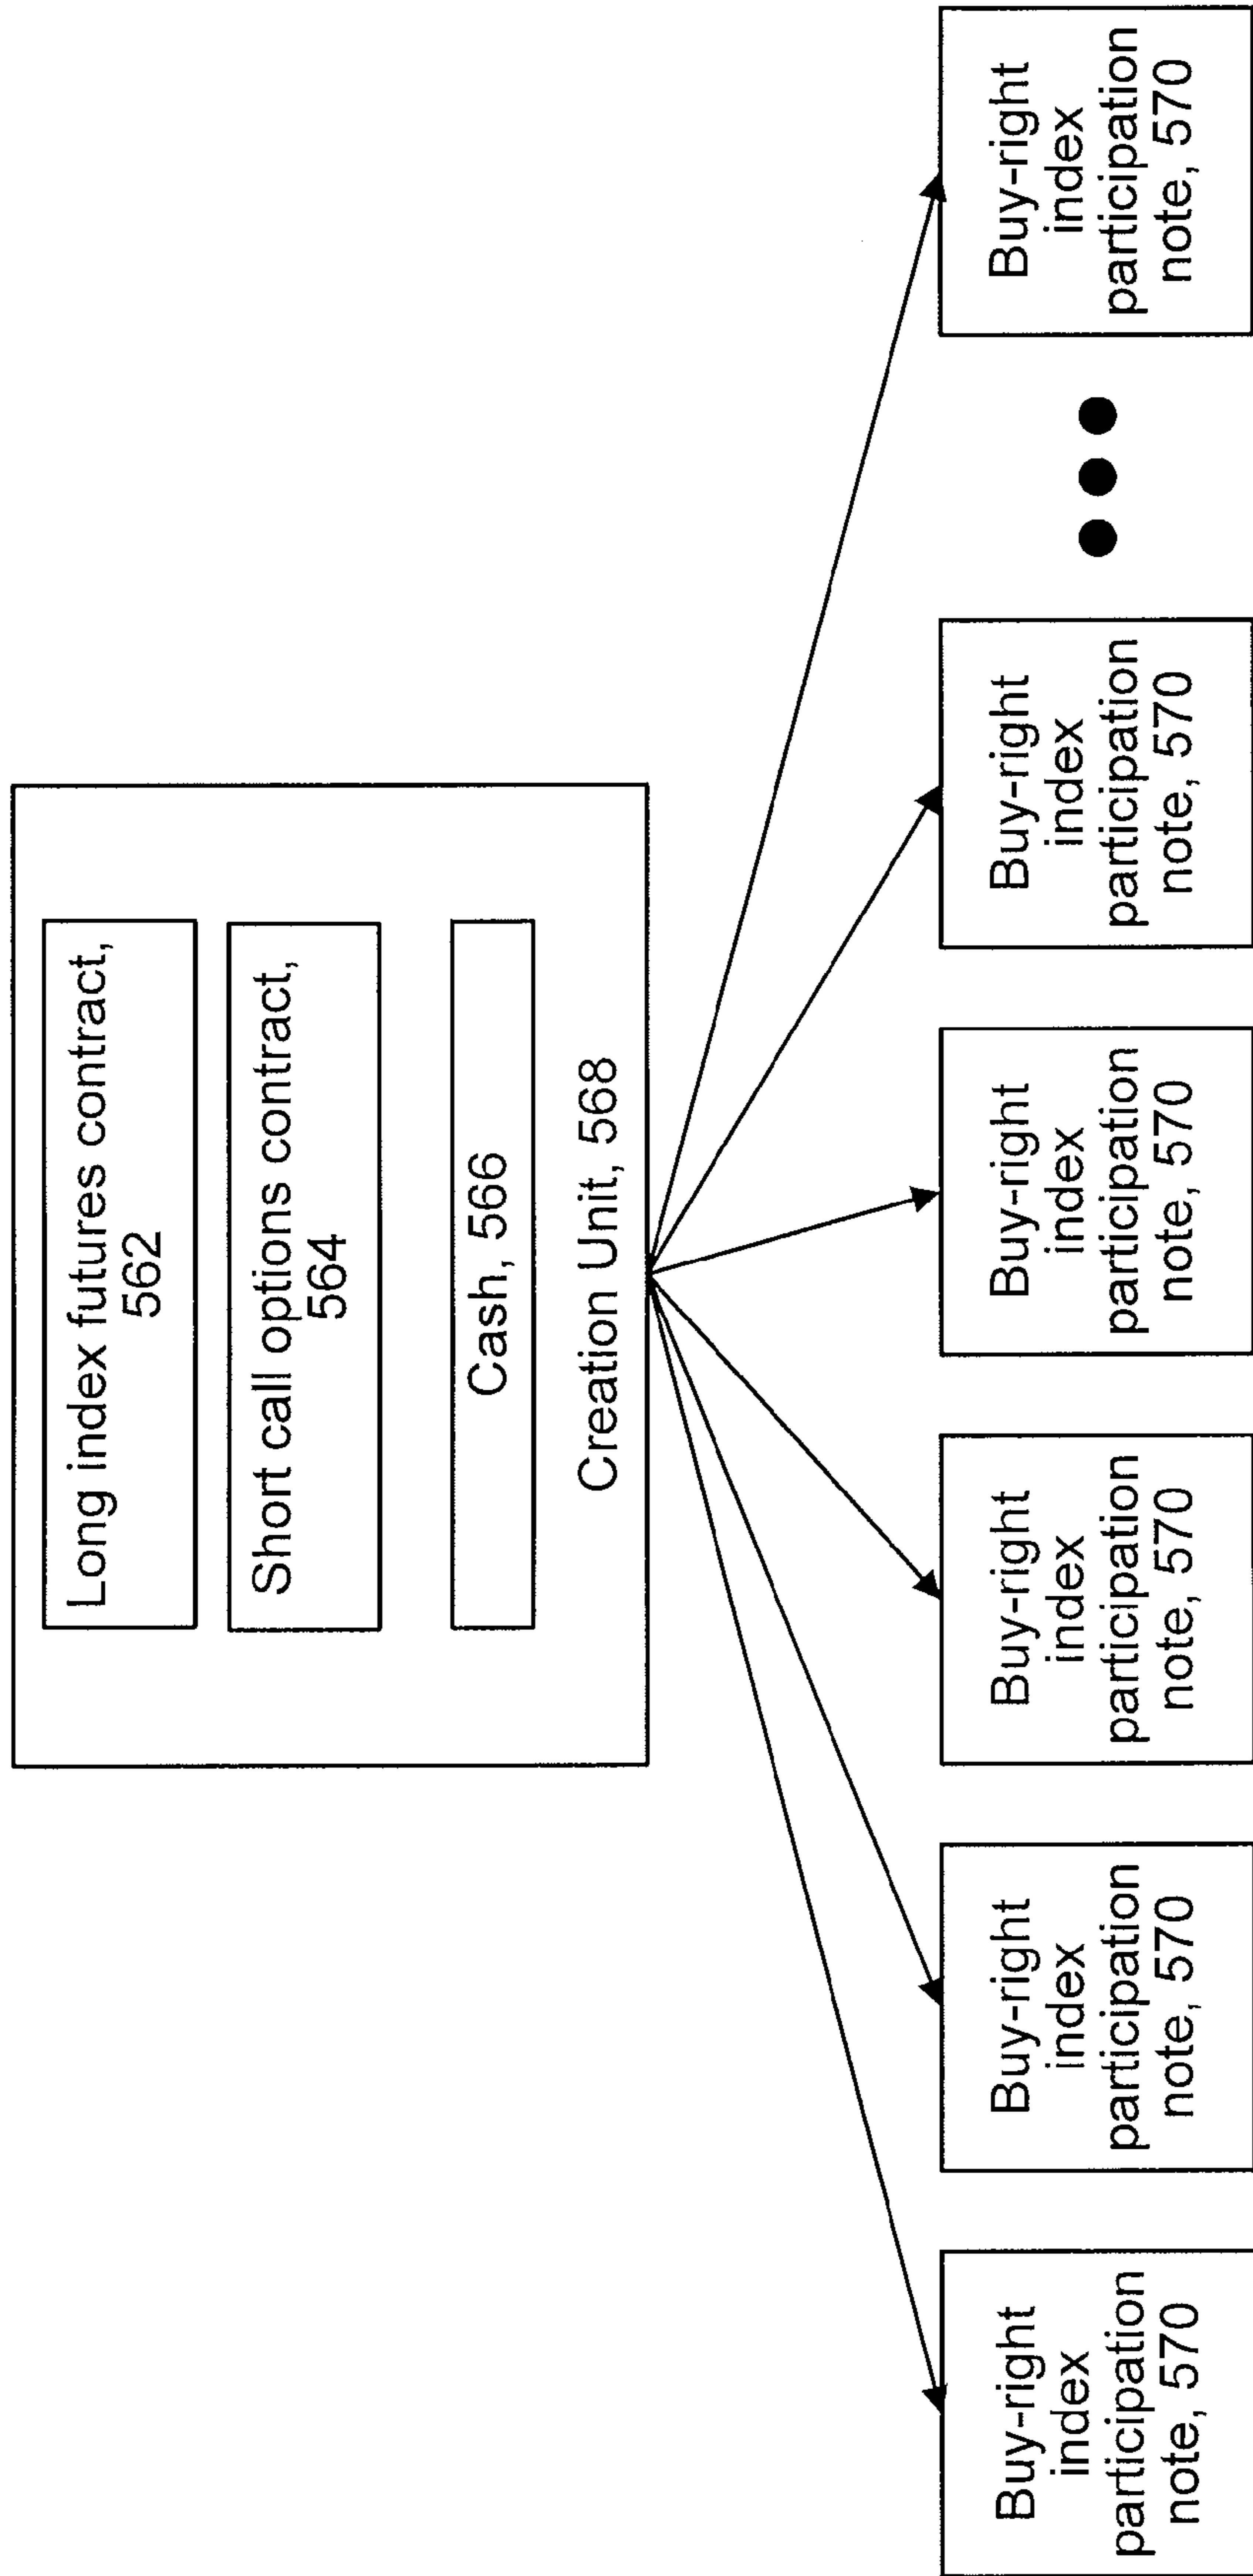 Long index futures contract,
562
Short call options contract,
564
Cash, 566
Creation Unit, 568
Buy-right
index
participation
note, 570
Buy-right
index
participation
note, 570
Buy-right
index
participation
note, 570
Buy-right
index
participation
note, 570
Buy-right
index
participation
note, 570
Buy-right
index
participation
note, 570